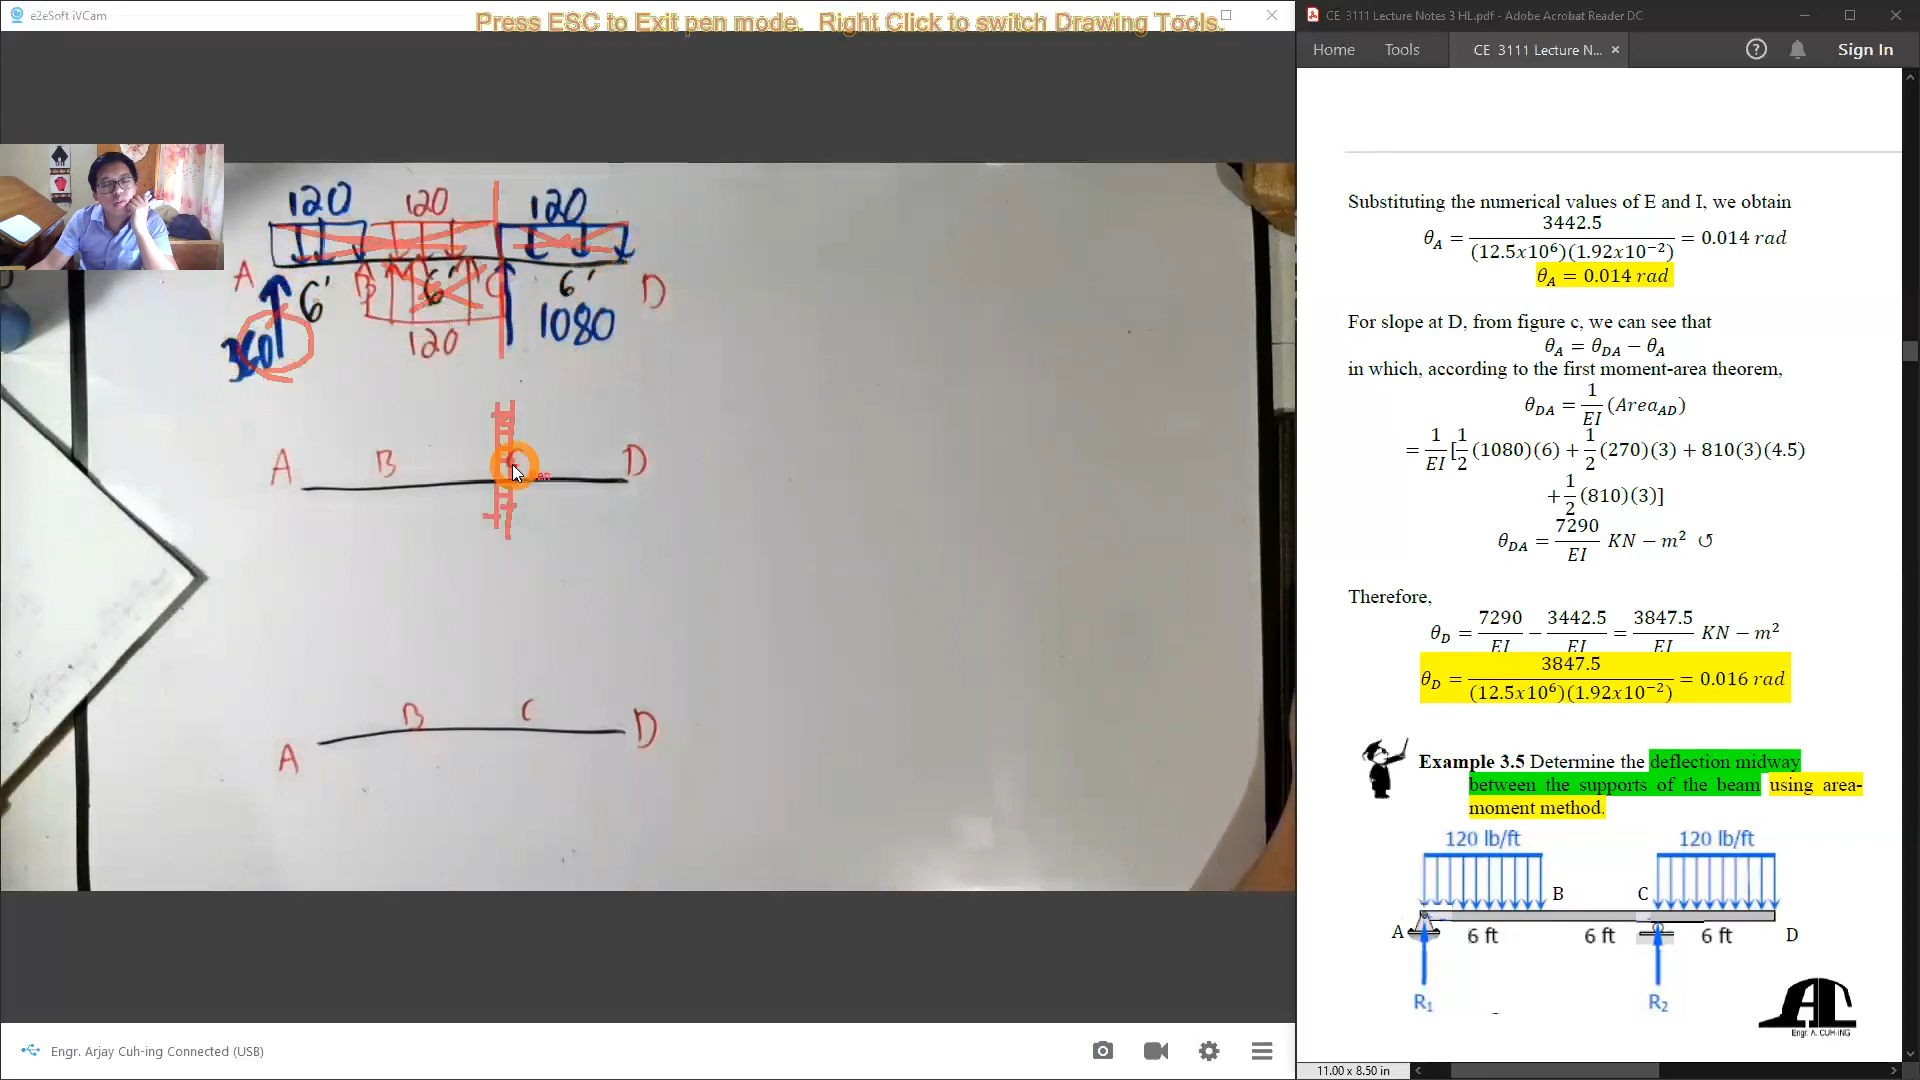 e2eSoft iVCam
Press ESC to Exit pen mode. Right Click to switch Drawing Tools.
120 120 120
A 6' B 6' C 6' D
360 120 1080
A B C D
Pen
A B C D
Engr. Arjay Cuh-ing Connected (USB)
CE 3111 Lecture Notes 3 HL.pdf - Adobe Acrobat Reader DC
Home Tools CE 3111 Lecture N... × ? Sign In
Substituting the numerical values of E and I, we obtain
θ_A = 3442.5 / (12.5x10⁶)(1.92x10⁻²) = 0.014 rad
θ_A = 0.014 rad
For slope at D, from figure c, we can see that
θ_A = θ_DA − θ_A
in which, according to the first moment-area theorem,
θ_DA = 1/EI (Area_AD)
= 1/EI [1/2 (1080)(6) + 1/2 (270)(3) + 810(3)(4.5)
+ 1/2 (810)(3)]
θ_DA = 7290/EI KN − m² ↺
Therefore,
θ_D = 7290/EI − 3442.5/EI = 3847.5/EI KN − m²
θ_D = 3847.5 / (12.5x10⁶)(1.92x10⁻²) = 0.016 rad
Example 3.5 Determine the deflection midway
between the supports of the beam using area-
moment method.
120 lb/ft 120 lb/ft
B C
A 6 ft 6 ft 6 ft D
R₁ R₂
Engr. A. CUH-ING
11.00 x 8.50 in